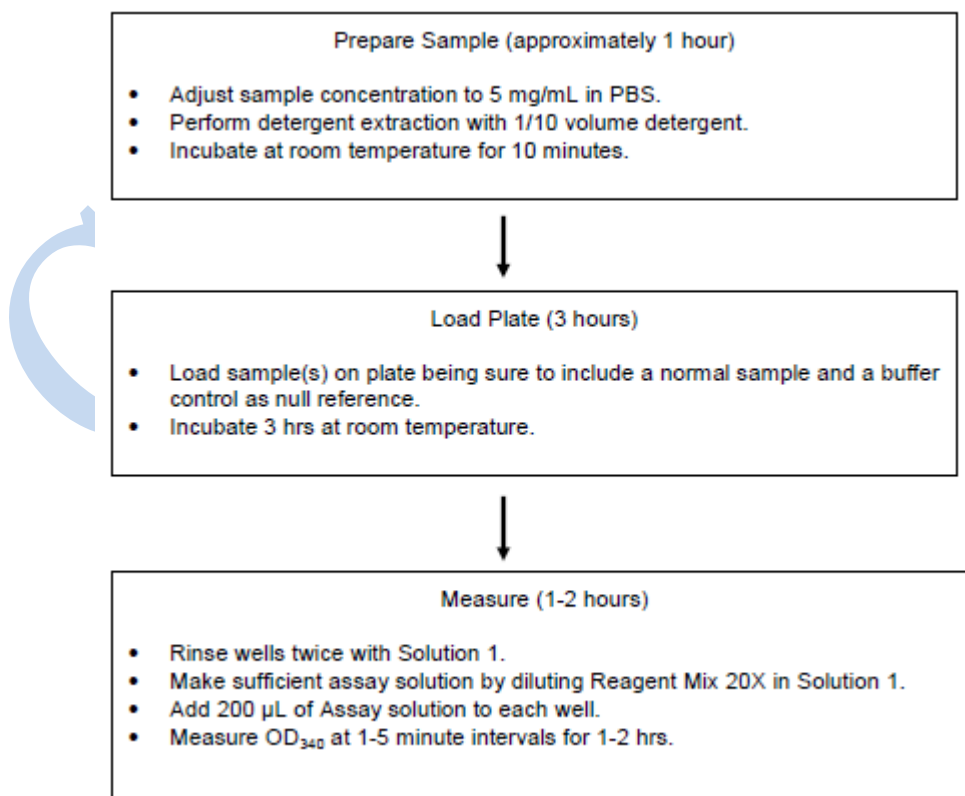 Prepare Sample (approximately 1 hour)
• Adjust sample concentration to 5 mg/mL in PBS.
• Perform detergent extraction with 1/10 volume detergent.
• Incubate at room temperature for 10 minutes.
Load Plate (3 hours)
• Load sample(s) on plate being sure to include a normal sample and a buffer
control as null reference.
• Incubate 3 hrs at room temperature.
Measure (1-2 hours)
• Rinse wells twice with Solution 1.
• Make sufficient assay solution by diluting Reagent Mix 20X in Solution 1.
• Add 200 µL of Assay solution to each well.
• Measure OD₃₄₀ at 1-5 minute intervals for 1-2 hrs.